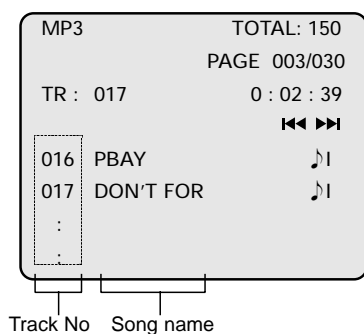 MP3 TOTAL: 150
PAGE 003/030
TR : 017 0 : 02 : 39
016 PBAY ♪I
017 DON'T FOR ♪I
:
:
Track No Song name